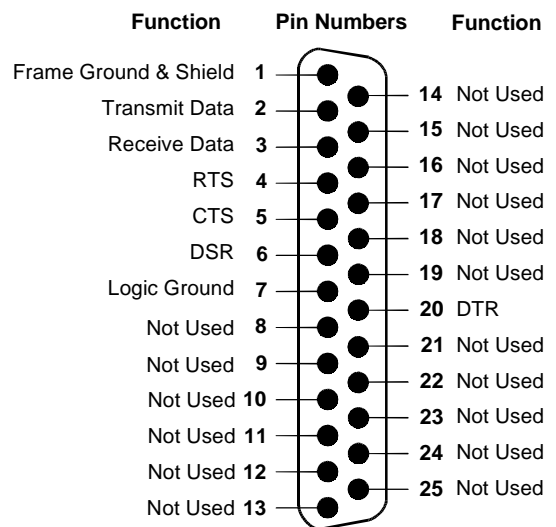 Function Pin Numbers Function
Frame Ground & Shield 1
14 Not Used
Transmit Data 2
15 Not Used
Receive Data 3
16 Not Used
RTS 4
17 Not Used
CTS 5
18 Not Used
DSR 6
19 Not Used
Logic Ground 7
20 DTR
Not Used 8
21 Not Used
Not Used 9
22 Not Used
Not Used 10
23 Not Used
Not Used 11
24 Not Used
Not Used 12
25 Not Used
Not Used 13